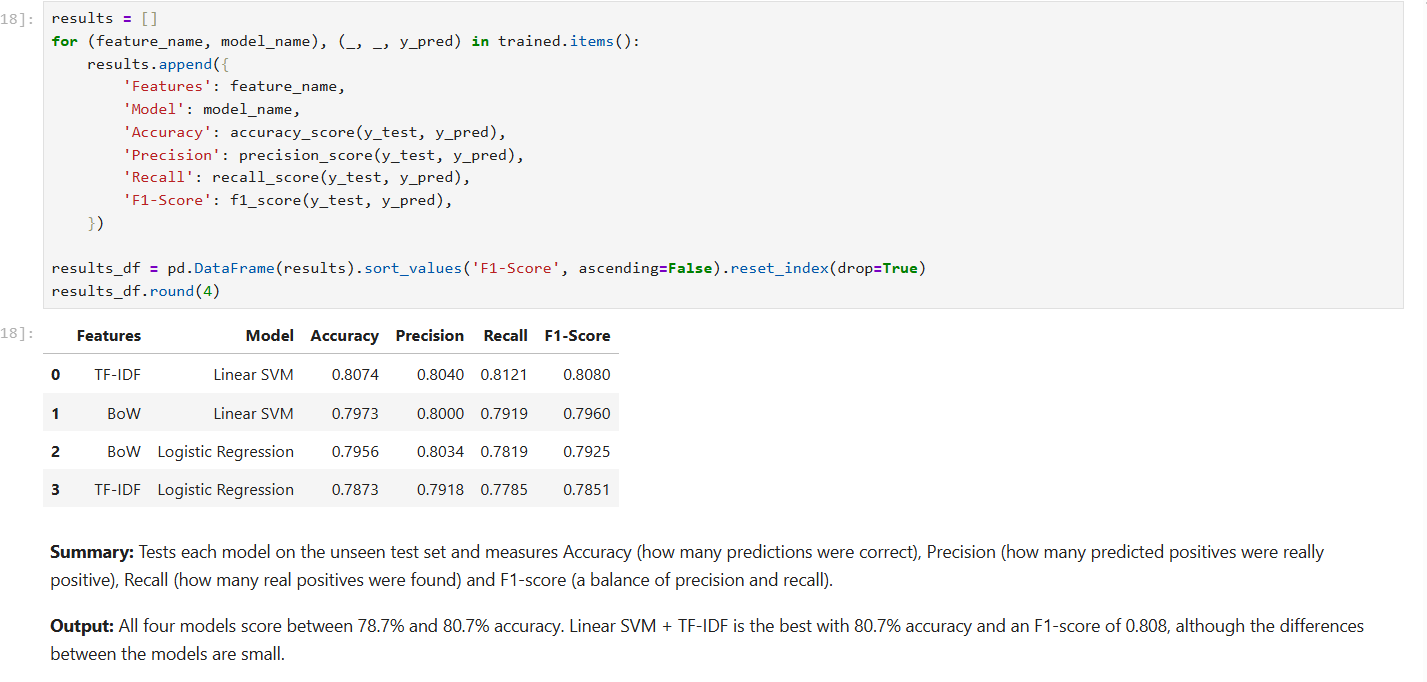 18]: results = []
for (feature_name, model_name), (_, _, y_pred) in trained.items():
    results.append({
        'Features': feature_name,
        'Model': model_name,
        'Accuracy': accuracy_score(y_test, y_pred),
        'Precision': precision_score(y_test, y_pred),
        'Recall': recall_score(y_test, y_pred),
        'F1-Score': f1_score(y_test, y_pred),
    })
results_df = pd.DataFrame(results).sort_values('F1-Score', ascending=False).reset_index(drop=True)
results_df.round(4)
18]: Features Model Accuracy Precision Recall F1-Score
0 TF-IDF Linear SVM 0.8074 0.8040 0.8121 0.8080
1 BoW Linear SVM 0.7973 0.8000 0.7919 0.7960
2 BoW Logistic Regression 0.7956 0.8034 0.7819 0.7925
3 TF-IDF Logistic Regression 0.7873 0.7918 0.7785 0.7851
Summary: Tests each model on the unseen test set and measures Accuracy (how many predictions were correct), Precision (how many predicted positives were really
positive), Recall (how many real positives were found) and F1-score (a balance of precision and recall).
Output: All four models score between 78.7% and 80.7% accuracy. Linear SVM + TF-IDF is the best with 80.7% accuracy and an F1-score of 0.808, although the differences
between the models are small.